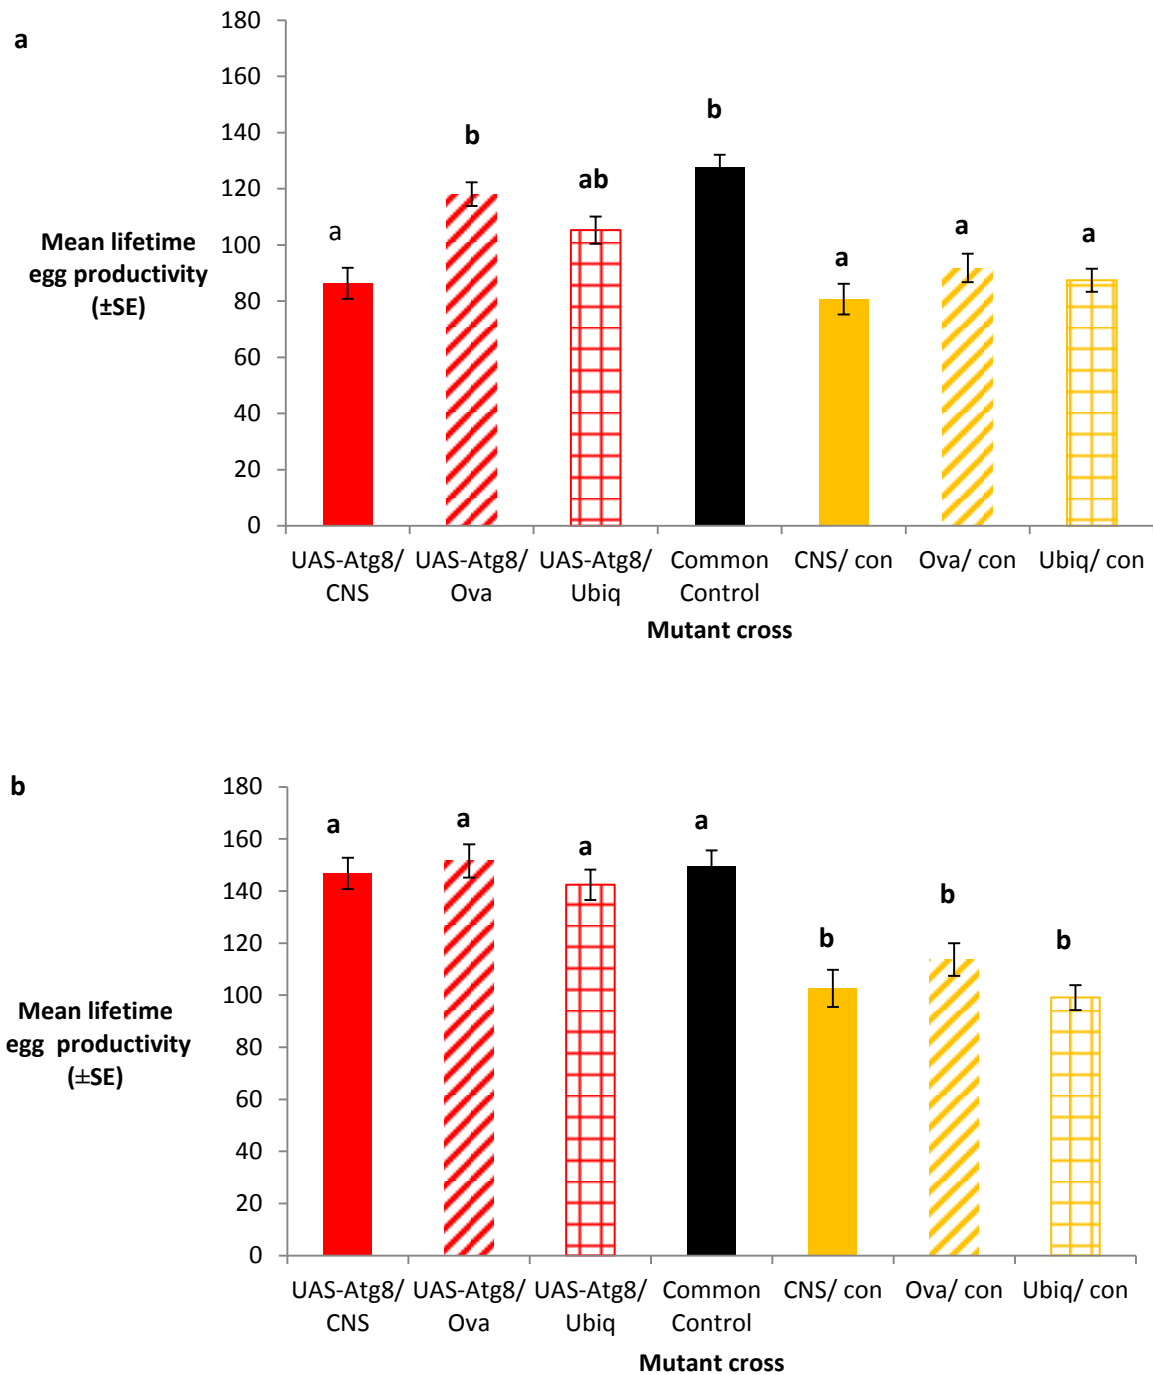 a
180
160
140
120
100
80
60
40
20
0
Mean lifetime
egg productivity
(±SE)
a
b
ab
b
a
a
a
UAS-Atg8/ UAS-Atg8/ UAS-Atg8/ Common CNS/ con Ova/ con Ubiq/ con
CNS Ova Ubiq Control
Mutant cross
b
180
160
140
120
100
80
60
40
20
0
Mean lifetime
egg productivity
(±SE)
a
a
a
a
b
b
b
UAS-Atg8/ UAS-Atg8/ UAS-Atg8/ Common CNS/ con Ova/ con Ubiq/ con
CNS Ova Ubiq Control
Mutant cross